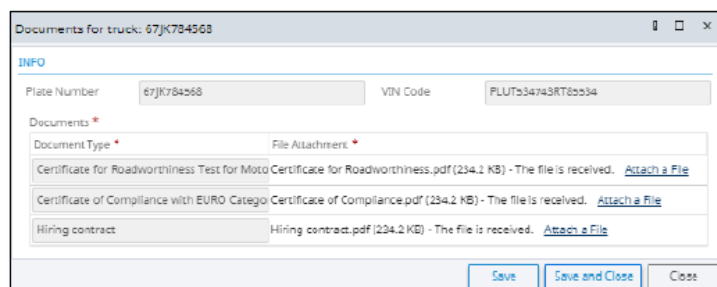 Documents for truck: 67JK784568
INFO
Plate Number 67JK784568 VIN Code PLUT534743RT85534
Documents *
Document Type * File Attachment *
Certificate for Roadworthiness Test for Moto Certificate for Roadworthiness.pdf (234.2 KB) - The file is received. Attach a File
Certificate of Compliance with EURO Catego Certificate of Compliance.pdf (234.2 KB) - The file is received. Attach a File
Hiring contract Hiring contract.pdf (234.2 KB) - The file is received. Attach a File
Save Save and Close Close